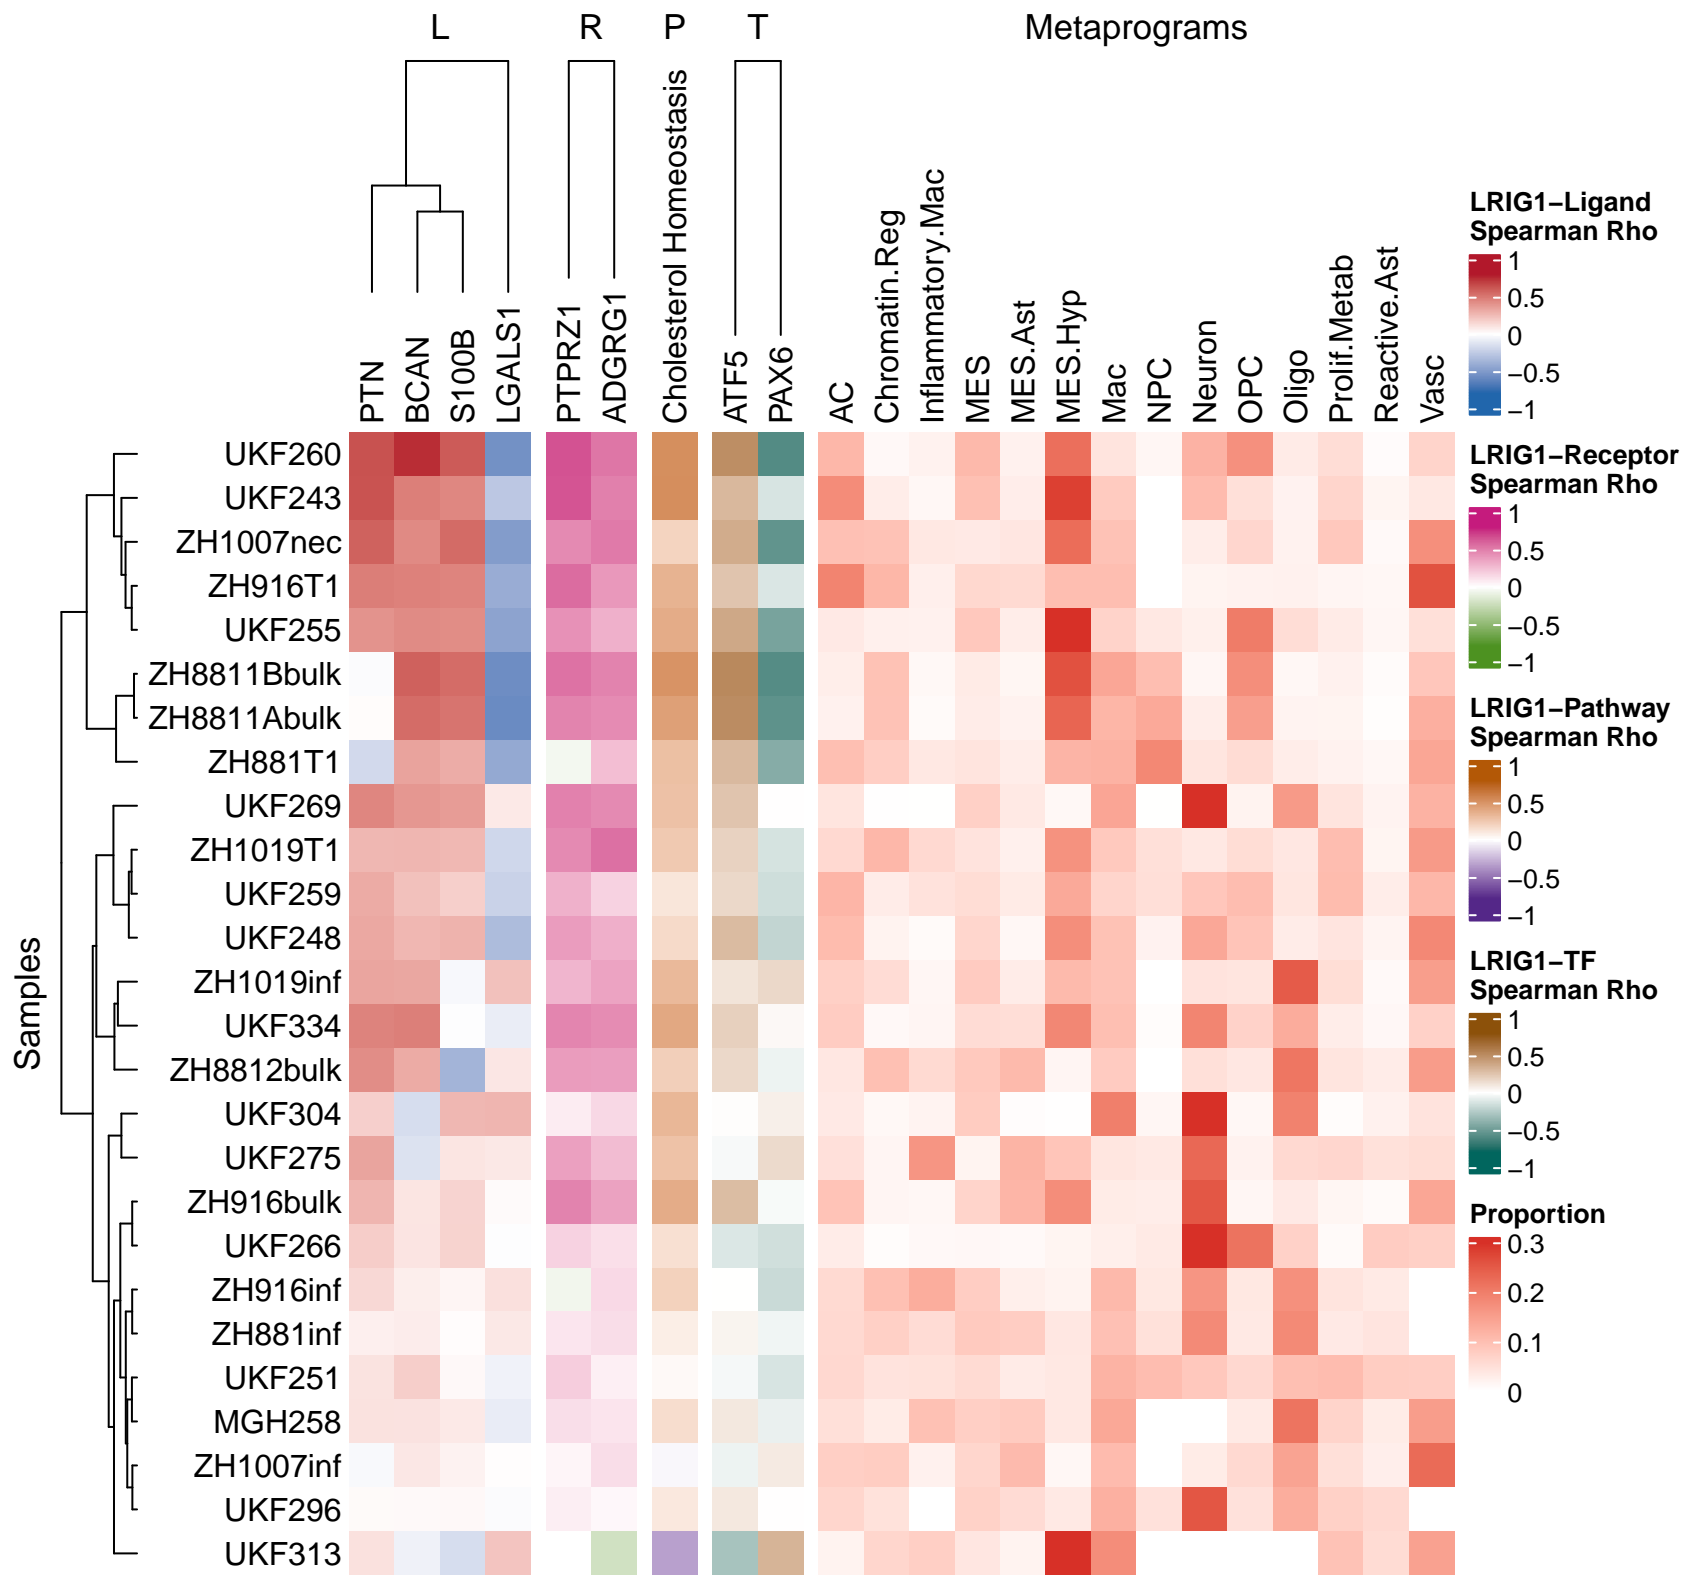 L R P T Metaprograms
PTN
BCAN
S100B
LGALS1
PTPRZ1
ADGRG1
Cholesterol Homeostasis
ATF5
PAX6
AC
Chromatin.Reg
Inflammatory.Mac
MES
MES.Ast
MES.Hyp
Mac
NPC
Neuron
OPC
Oligo
Prolif.Metab
Reactive.Ast
Vasc
Samples
UKF260
UKF243
ZH1007nec
ZH916T1
UKF255
ZH8811Bbulk
ZH8811Abulk
ZH881T1
UKF269
ZH1019T1
UKF259
UKF248
ZH1019inf
UKF334
ZH8812bulk
UKF304
UKF275
ZH916bulk
UKF266
ZH916inf
ZH881inf
UKF251
MGH258
ZH1007inf
UKF296
UKF313
LRIG1−Ligand
Spearman Rho
1
0.5
0
−0.5
−1
LRIG1−Receptor
Spearman Rho
1
0.5
0
−0.5
−1
LRIG1−Pathway
Spearman Rho
1
0.5
0
−0.5
−1
LRIG1−TF
Spearman Rho
1
0.5
0
−0.5
−1
Proportion
0.3
0.2
0.1
0